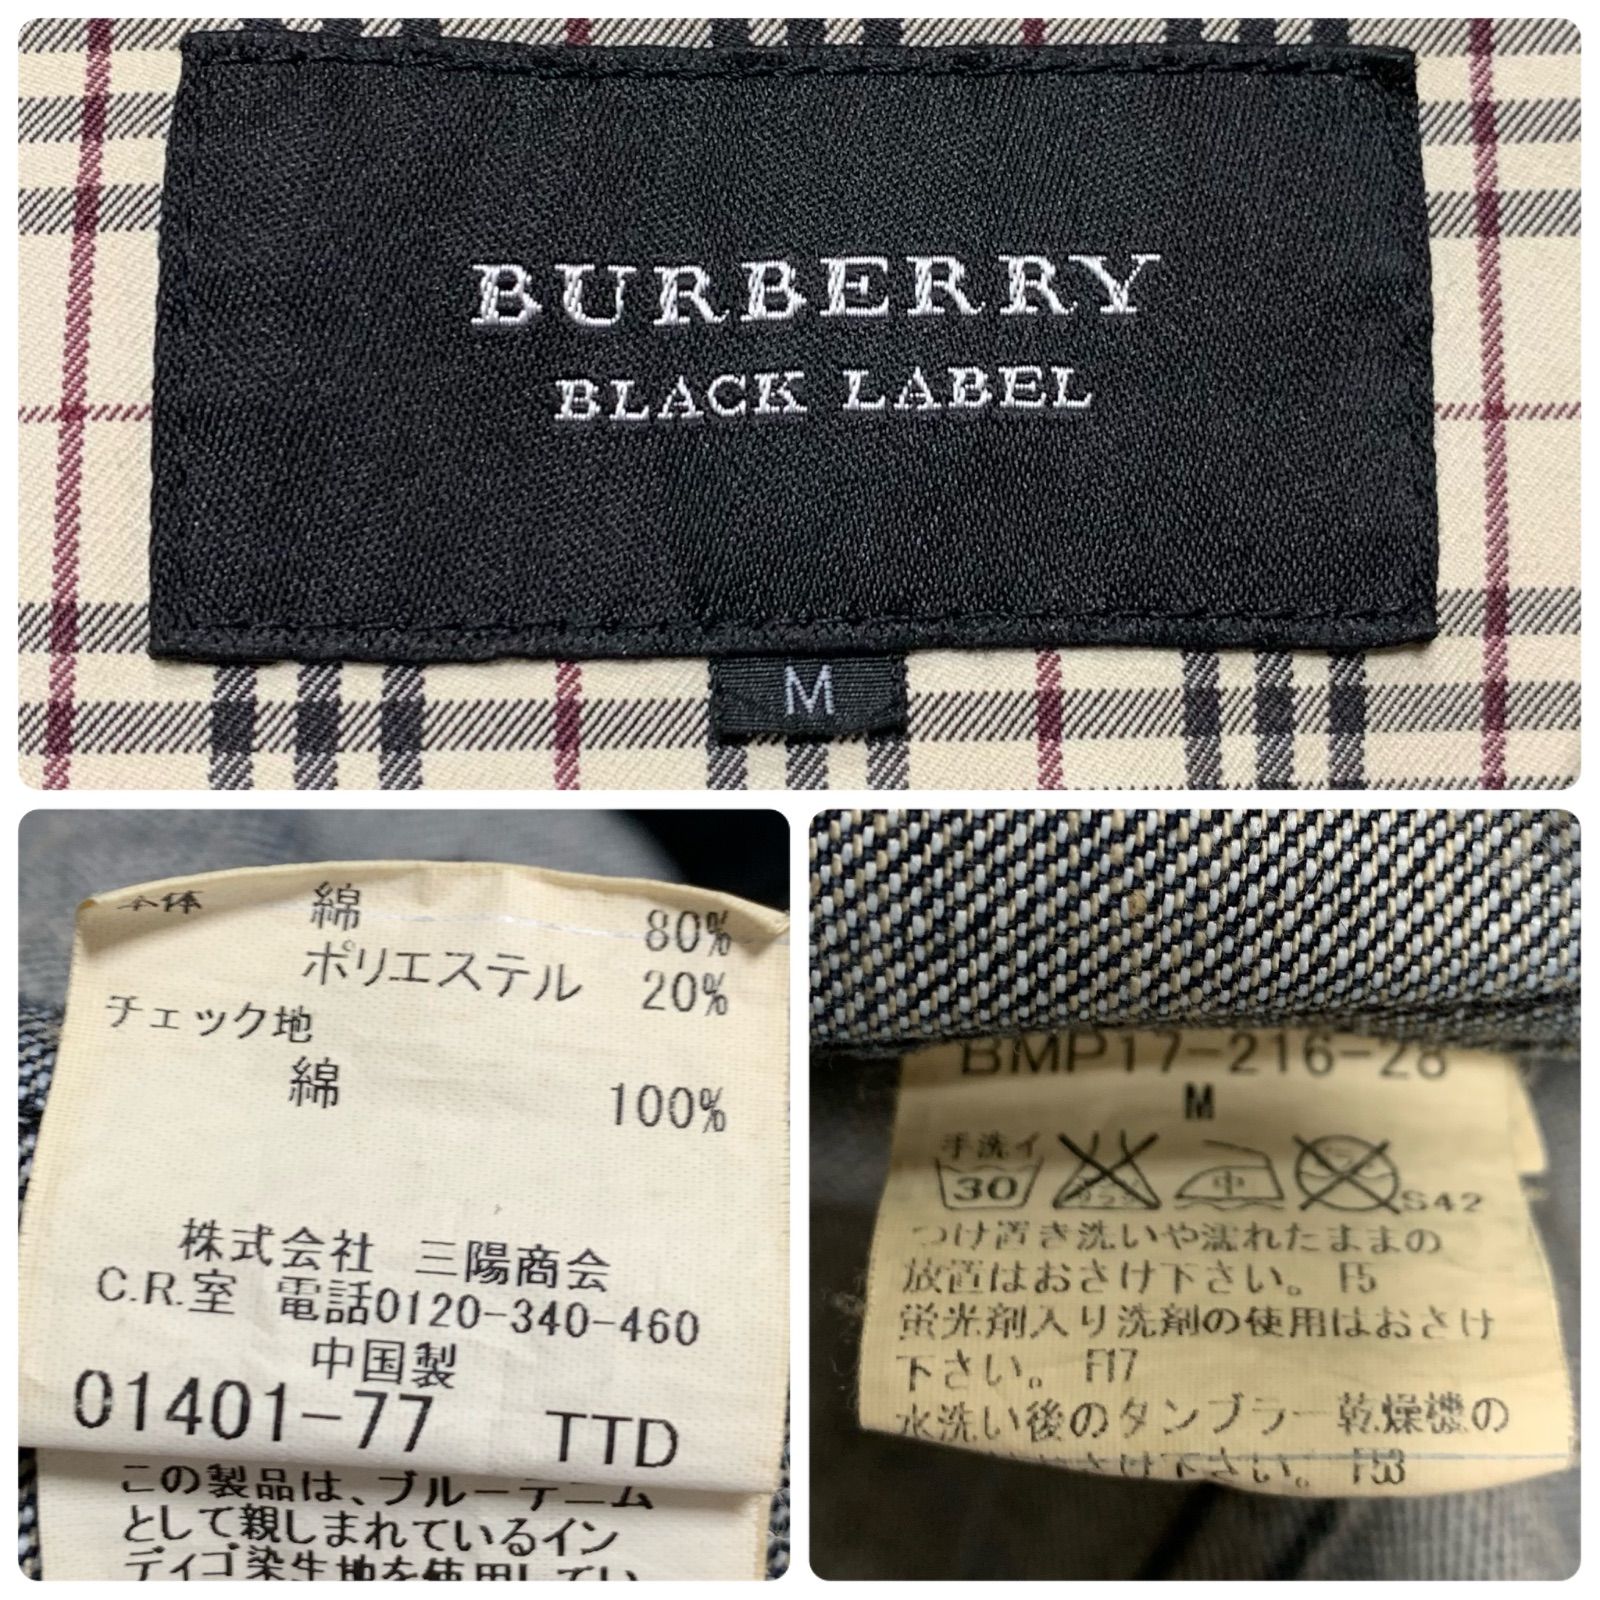 BURBERRY
BLACK LABEL
M
本体 綿 80%
ポリエステル 20%
チェック地
綿 100%
株式会社 三陽商会
C.R.室 電話0120-340-460
中国製
01401-77 TTD
この製品は、ブルーデニム
として親しまれているイン
ディゴ染生地を使用してい
BMP17-216-28
M
手洗イ
30 中 S42
つけ置き洗いや濡れたままの
放置はおさけ下さい。 F5
蛍光剤入り洗剤の使用はおさけ
下さい。 F17
水洗い後のタンブラー乾燥機の
おさけ下さい。 F53